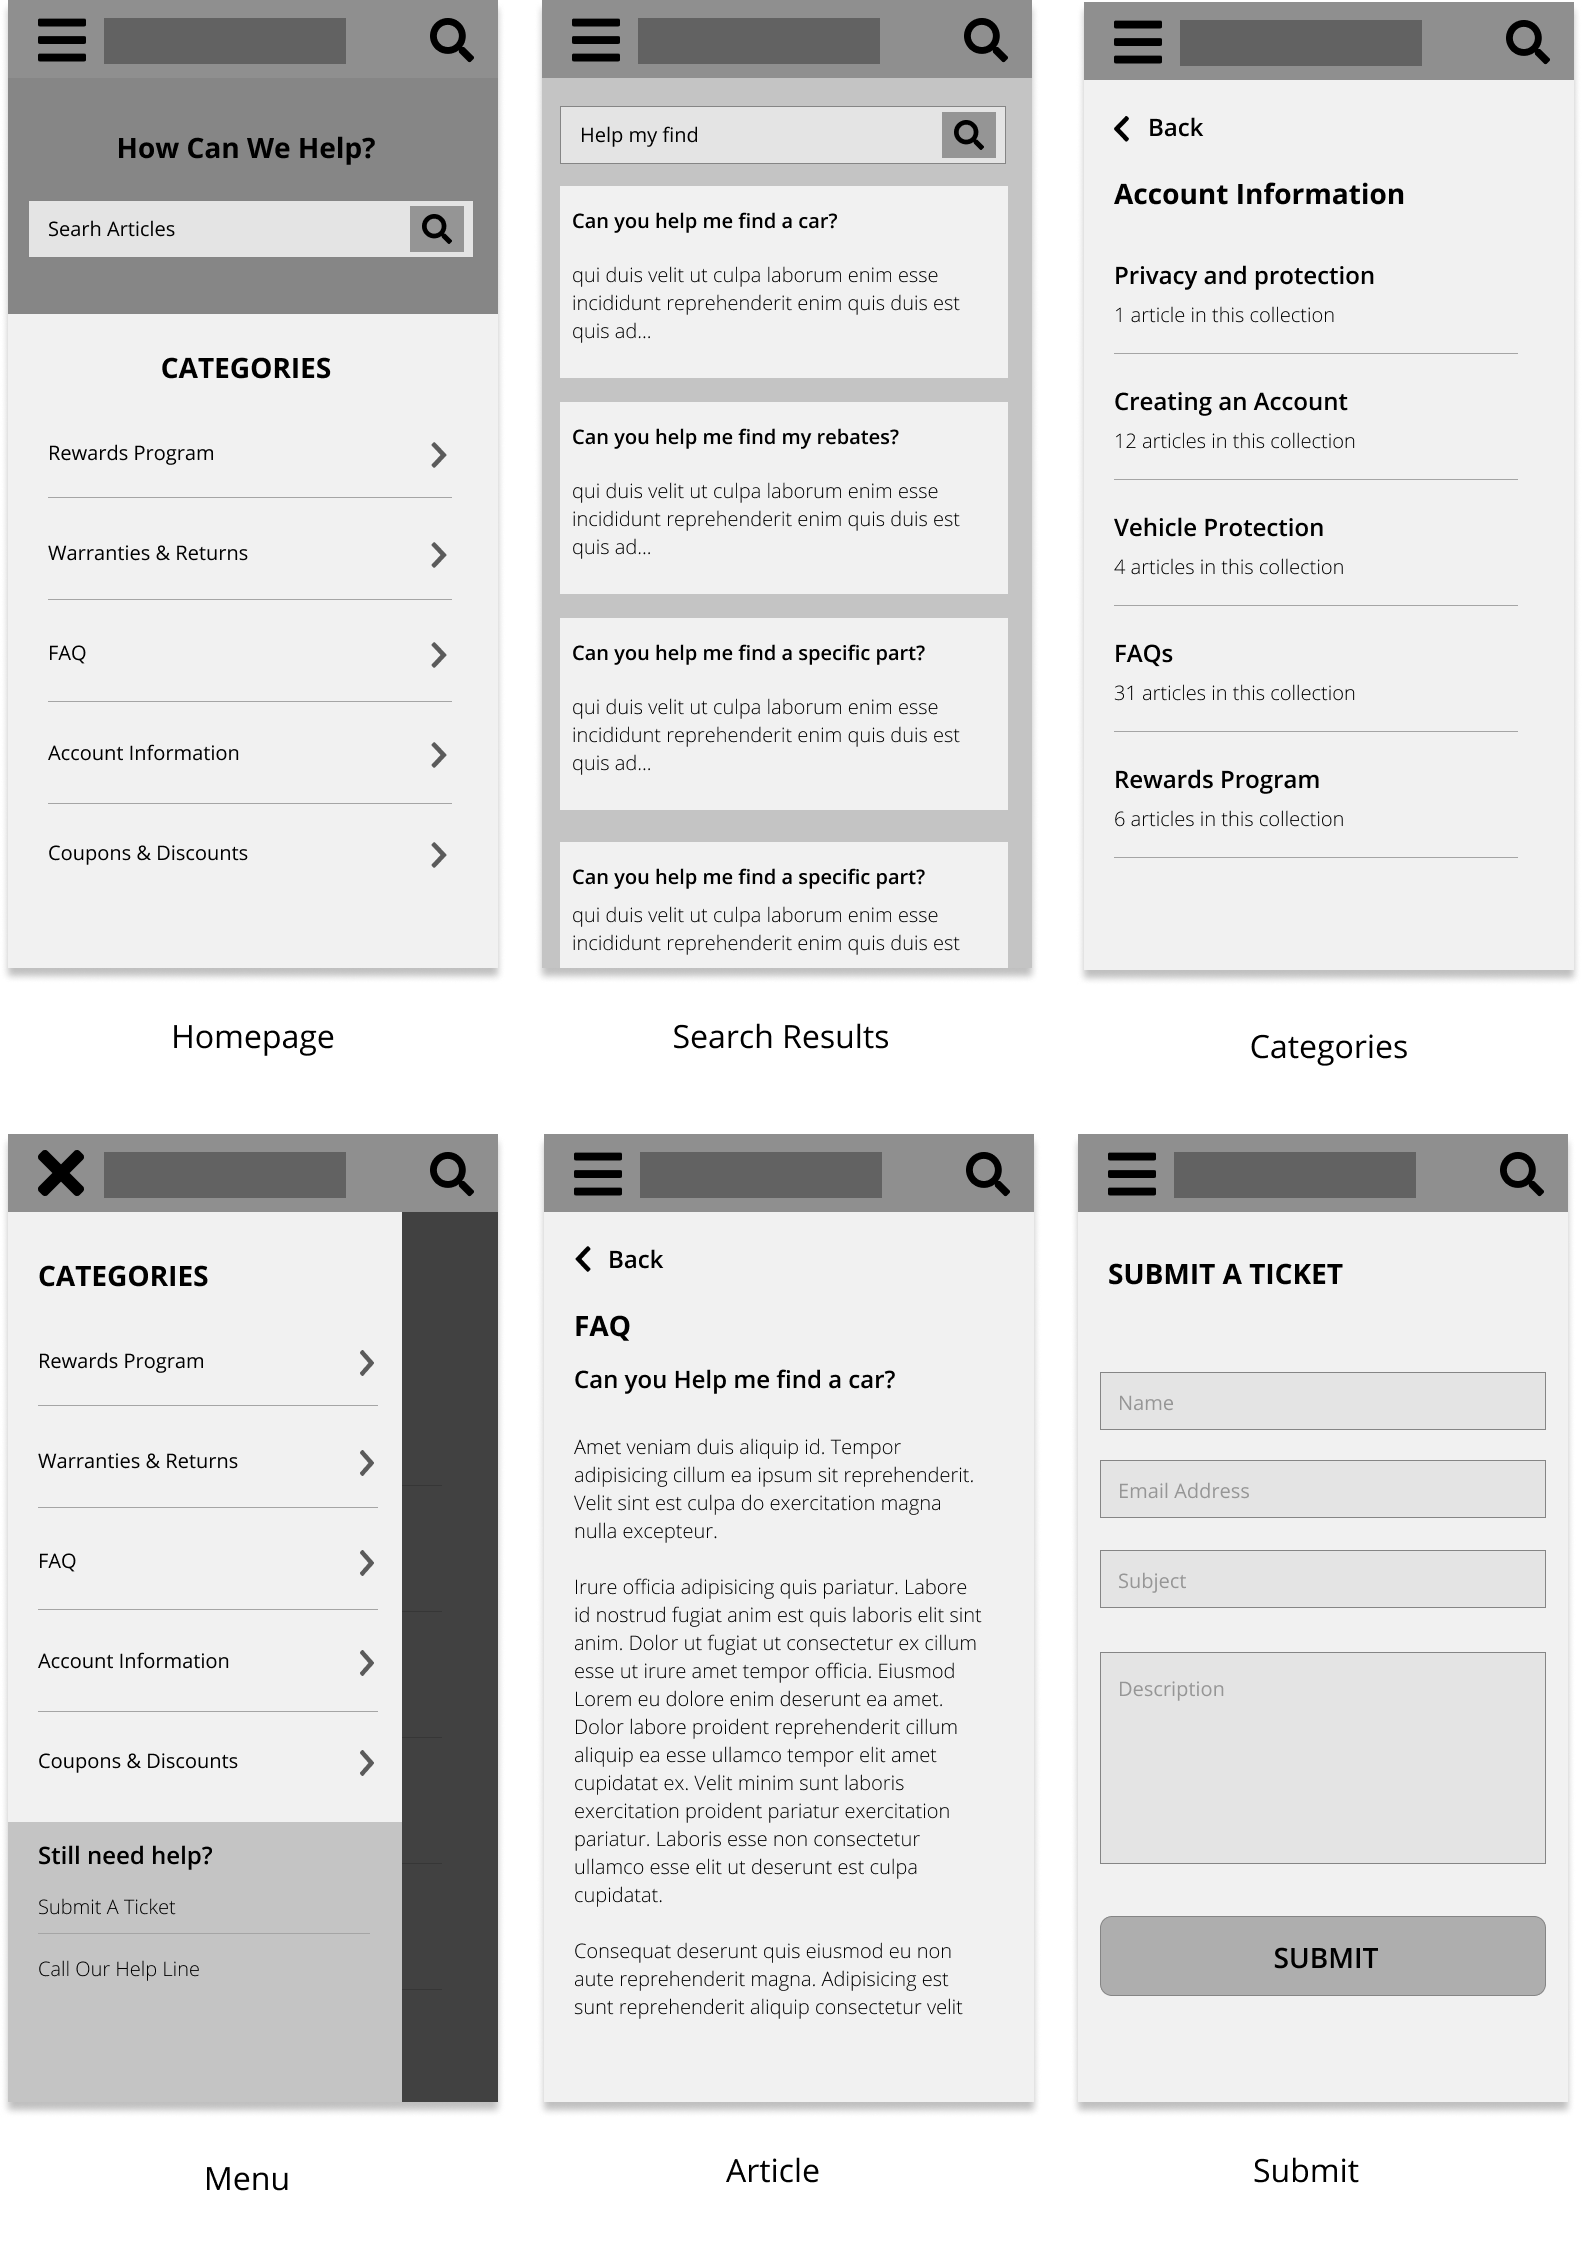 How Can We Help?
Searh Articles
CATEGORIES
Rewards Program
Warranties & Returns
FAQ
Account Information
Coupons & Discounts
Homepage
Help my find
Can you help me find a car?
qui duis velit ut culpa laborum enim esse
incididunt reprehenderit enim quis duis est
quis ad...
Can you help me find my rebates?
qui duis velit ut culpa laborum enim esse
incididunt reprehenderit enim quis duis est
quis ad...
Can you help me find a specific part?
qui duis velit ut culpa laborum enim esse
incididunt reprehenderit enim quis duis est
quis ad...
Can you help me find a specific part?
qui duis velit ut culpa laborum enim esse
incididunt reprehenderit enim quis duis est
Search Results
Back
Account Information
Privacy and protection
1 article in this collection
Creating an Account
12 articles in this collection
Vehicle Protection
4 articles in this collection
FAQs
31 articles in this collection
Rewards Program
6 articles in this collection
Categories
CATEGORIES
Rewards Program
Warranties & Returns
FAQ
Account Information
Coupons & Discounts
Still need help?
Submit A Ticket
Call Our Help Line
Menu
Back
FAQ
Can you Help me find a car?
Amet veniam duis aliquip id. Tempor
adipisicing cillum ea ipsum sit reprehenderit.
Velit sint est culpa do exercitation magna
nulla excepteur.
Irure officia adipisicing quis pariatur. Labore
id nostrud fugiat anim est quis laboris elit sint
anim. Dolor ut fugiat ut consectetur ex cillum
esse ut irure amet tempor officia. Eiusmod
Lorem eu dolore enim deserunt ea amet.
Dolor labore proident reprehenderit cillum
aliquip ea esse ullamco tempor elit amet
cupidatat ex. Velit minim sunt laboris
exercitation proident pariatur exercitation
pariatur. Laboris esse non consectetur
ullamco esse elit ut deserunt est culpa
cupidatat.
Consequat deserunt quis eiusmod eu non
aute reprehenderit magna. Adipisicing est
sunt reprehenderit aliquip consectetur velit
Article
SUBMIT A TICKET
Name
Email Address
Subject
Description
SUBMIT
Submit